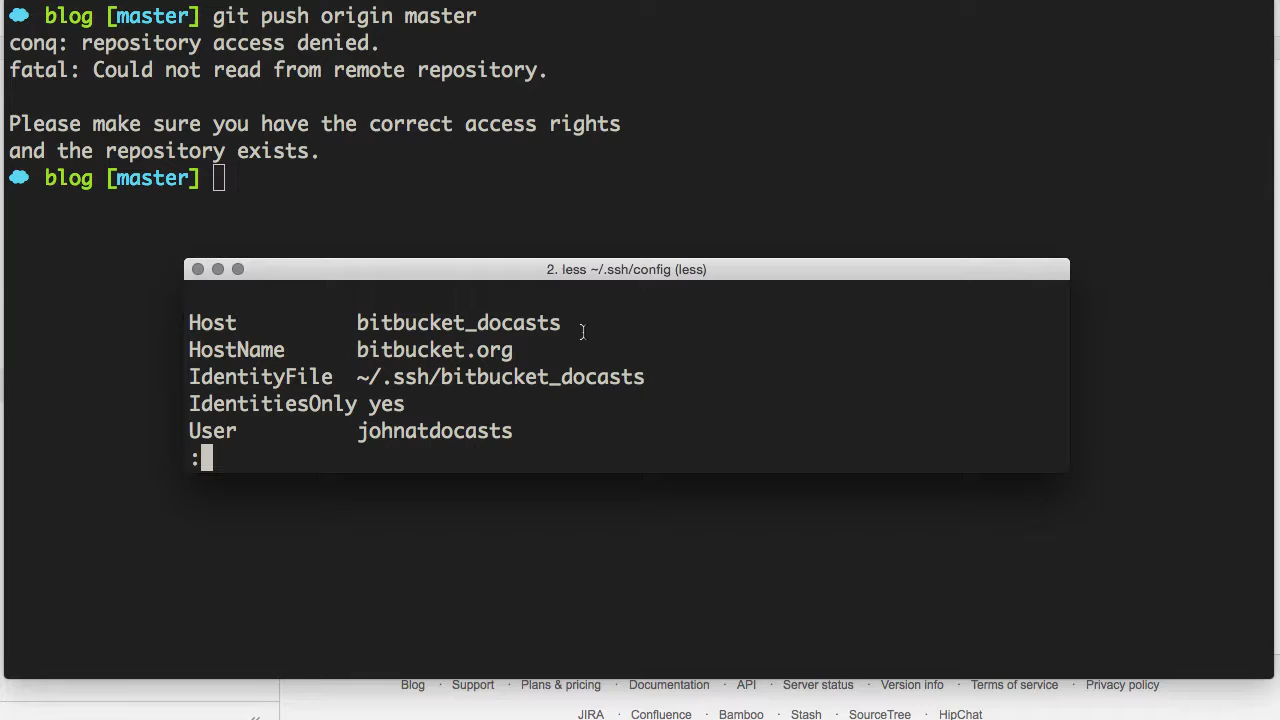 blog [master] git push origin master
conq: repository access denied.
fatal: Could not read from remote repository.
Please make sure you have the correct access rights
and the repository exists.
blog [master]
2. less ~/.ssh/config (less)
Host bitbucket_docasts
HostName bitbucket.org
IdentityFile ~/.ssh/bitbucket_docasts
IdentitiesOnly yes
User johnatdocasts
:
Blog · Support · Plans & pricing · Documentation · API · Server status · Version info · Terms of service · Privacy policy
JIRA · Confluence · Bamboo · Stash · SourceTree · HipChat